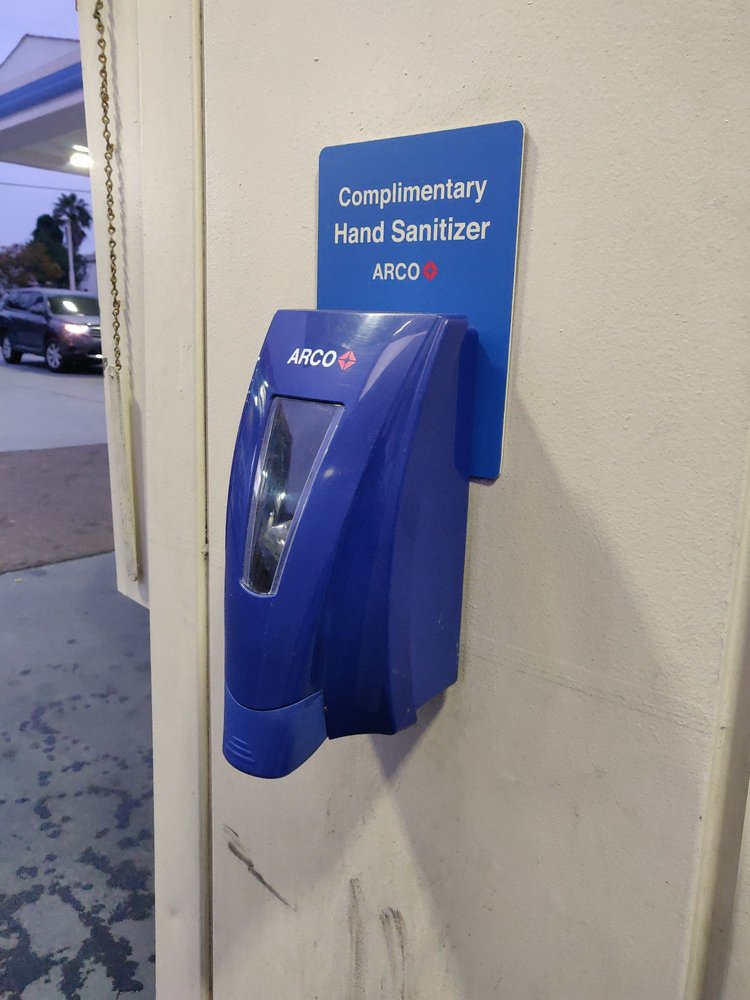 Complimentary
Hand Sanitizer
ARCO
ARCO